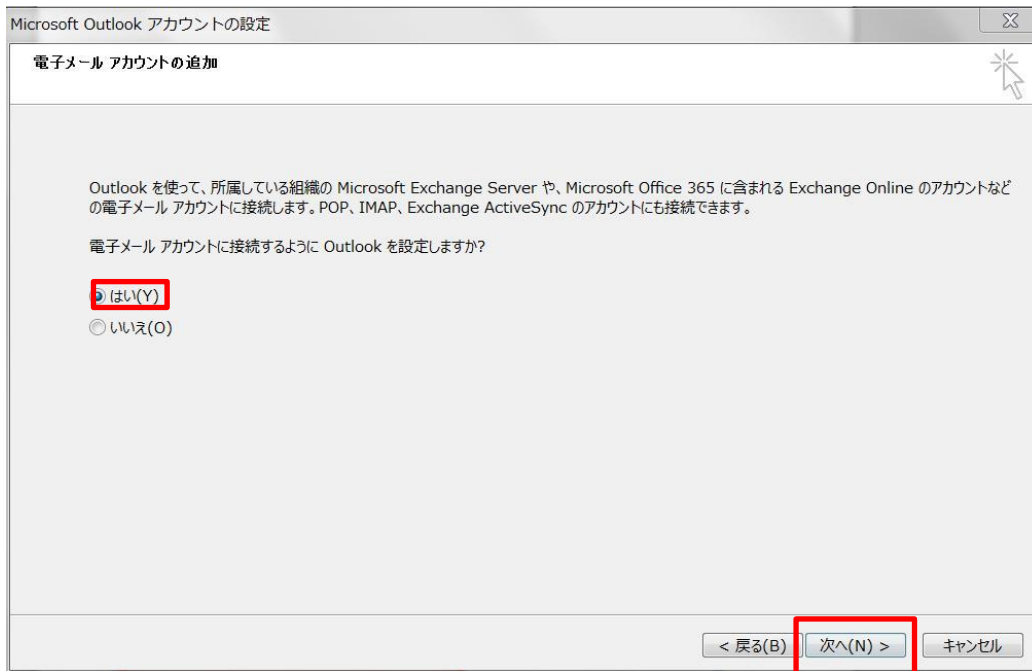 Microsoft Outlook アカウントの設定
電子メール アカウントの追加
Outlook を使って、所属している組織の Microsoft Exchange Server や、Microsoft Office 365 に含まれる Exchange Online のアカウントなど
の電子メール アカウントに接続します。POP、IMAP、Exchange ActiveSync のアカウントにも接続できます。
電子メール アカウントに接続するように Outlook を設定しますか?
はい(Y)
いいえ(O)
< 戻る(B) 次へ(N) > キャンセル